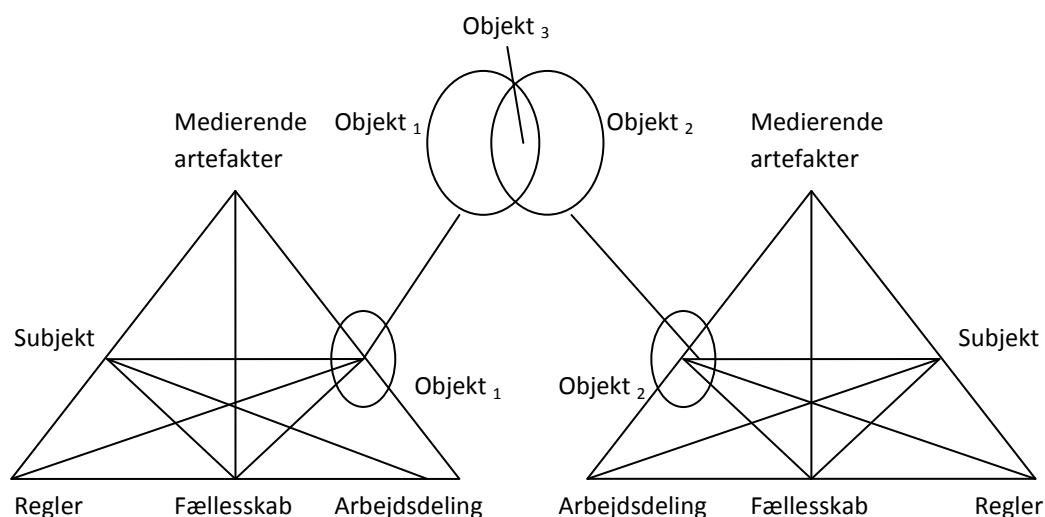 Objekt 3
Medierende artefakter
Objekt 1
Objekt 2
Medierende artefakter
Subjekt
Objekt 1
Objekt 2
Subjekt
Regler
Fællesskab
Arbejdsdeling
Arbejdsdeling
Fællesskab
Regler